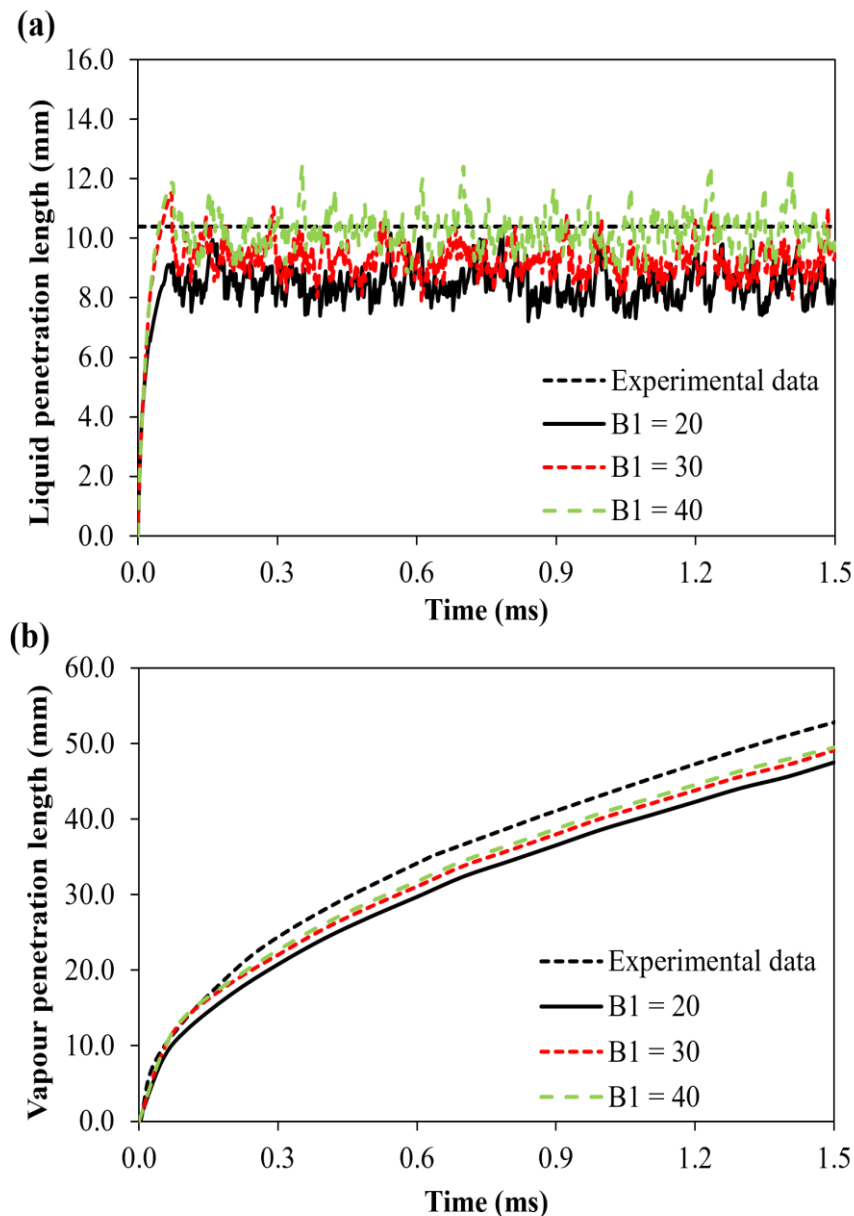 (a)
16.0
14.0
12.0
10.0
8.0
6.0
4.0
2.0
0.0
Liquid penetration length (mm)
Experimental data
B1 = 20
B1 = 30
B1 = 40
0.0 0.3 0.6 0.9 1.2 1.5
Time (ms)
(b)
60.0
50.0
40.0
30.0
20.0
10.0
0.0
Vapour penetration length (mm)
Experimental data
B1 = 20
B1 = 30
B1 = 40
0.0 0.3 0.6 0.9 1.2 1.5
Time (ms)